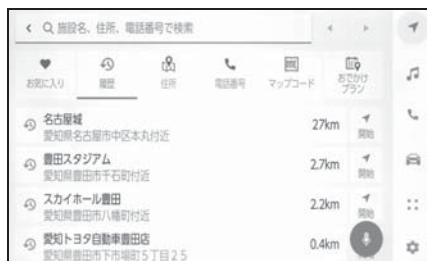 施設名、住所、電話番号で検索
お気に入り
履歴
住所
電話番号
マップコード
おでかけ
プラン
名古屋城
愛知県名古屋市中区本丸付近
27km
開始
豊田スタジアム
愛知県豊田市千石町付近
2.7km
開始
スカイホール豊田
愛知県豊田市八幡町付近
2.2km
開始
愛知トヨタ自動車豊田店
愛知県豊田市下市場町5丁目25
0.4km